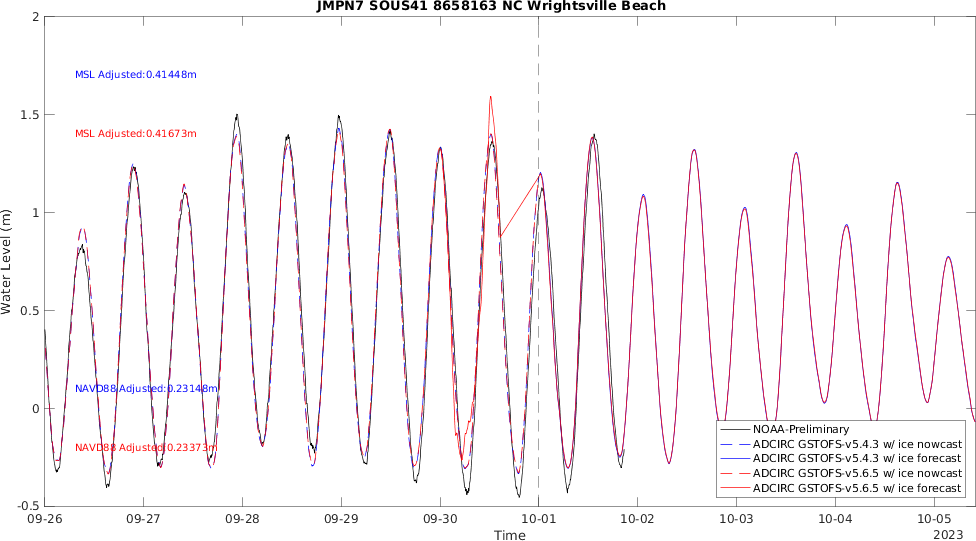 JMPN7 SOUS41 8658163 NC Wrightsville Beach
2
1.5
1
0.5
0
-0.5
Water Level (m)
MSL Adjusted:0.41448m
MSL Adjusted:0.41673m
NAVD88 Adjusted:0.23148m
NAVD88 Adjusted:0.23373m
NOAA-Preliminary
ADCIRC GSTOFS-v5.4.3 w/ ice nowcast
ADCIRC GSTOFS-v5.4.3 w/ ice forecast
ADCIRC GSTOFS-v5.6.5 w/ ice nowcast
ADCIRC GSTOFS-v5.6.5 w/ ice forecast
09-26 09-27 09-28 09-29 09-30 10-01 10-02 10-03 10-04 10-05
Time
2023